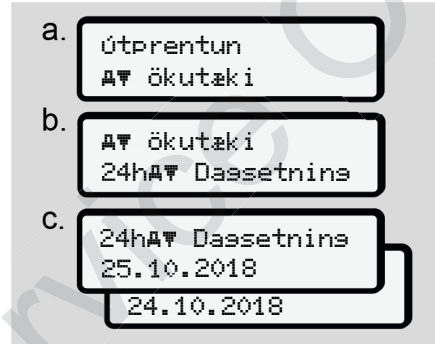 a.
útprentun
ökutæki
b.
ökutæki
24h Dagsetning
c.
24h Dagsetning
25.10.2018
24.10.2018